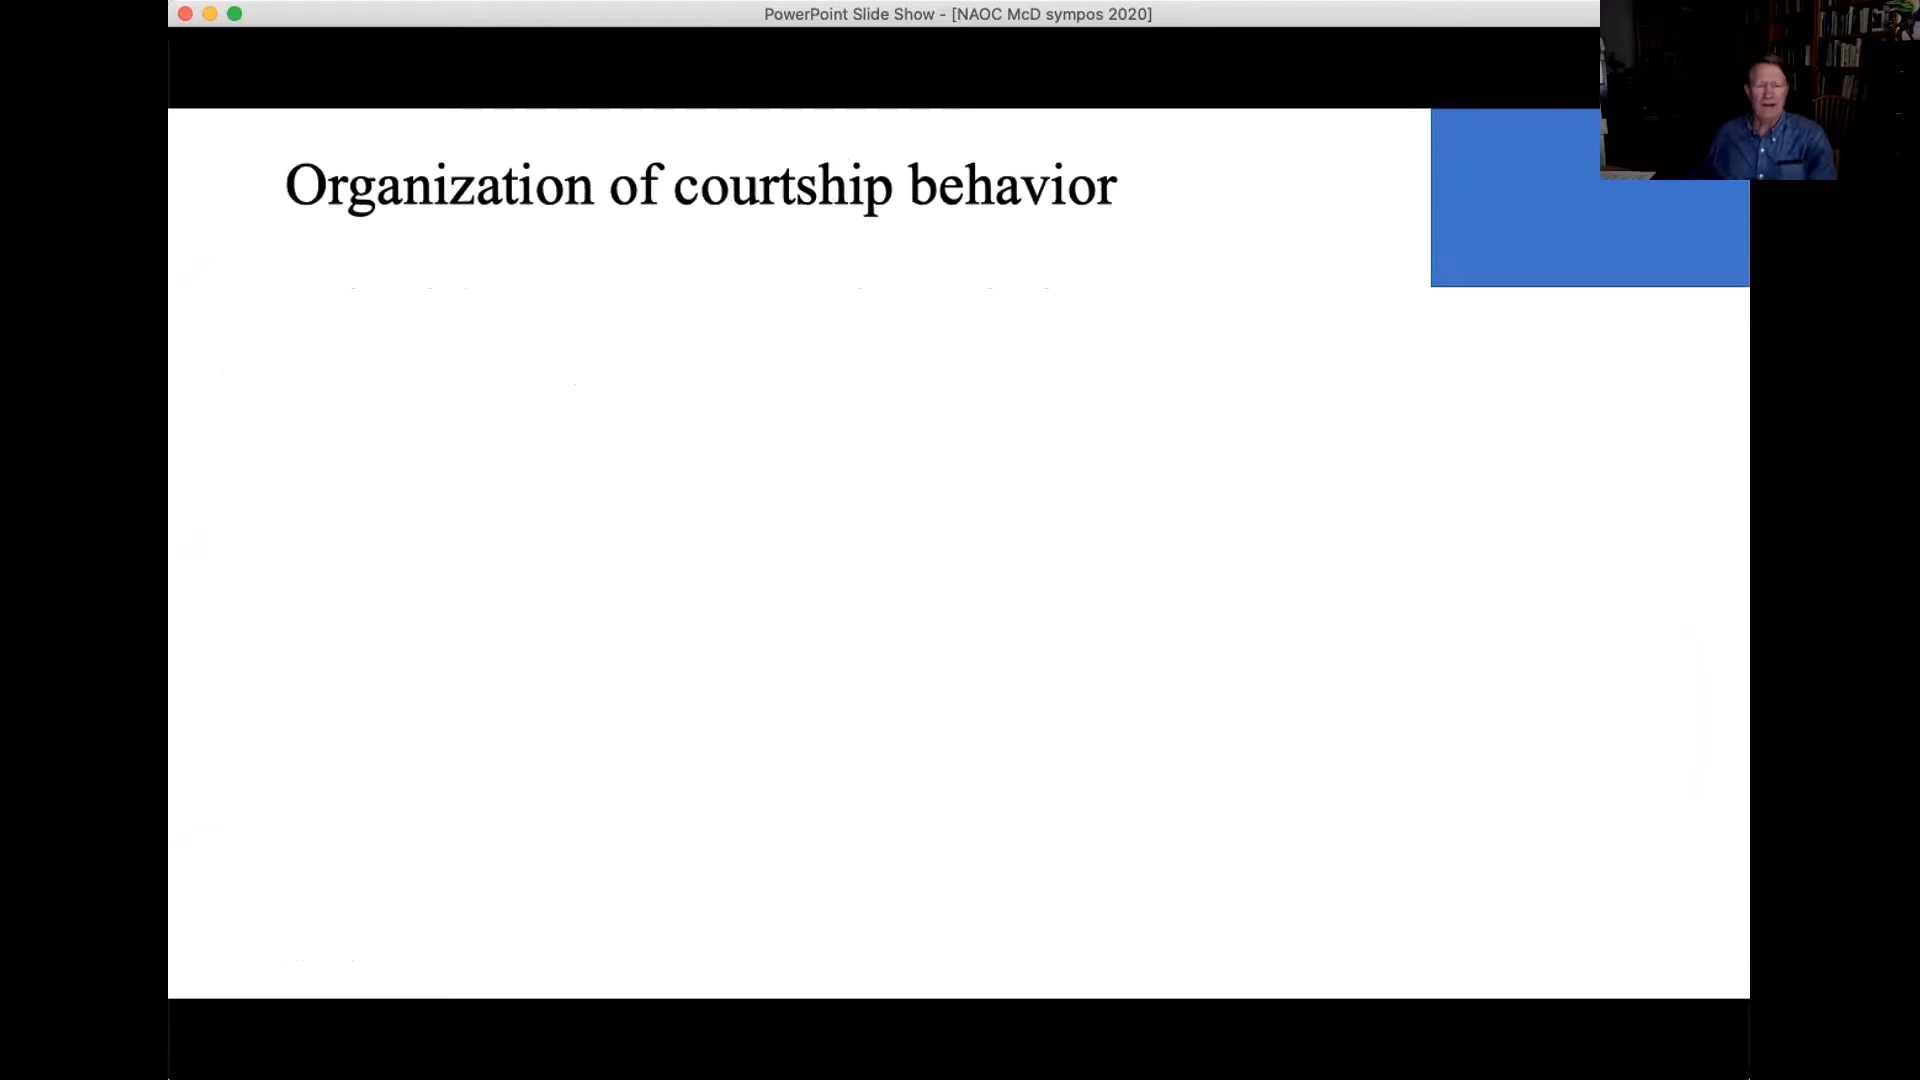 PowerPoint Slide Show - [NAOC McD sympos 2020]
Organization of courtship behavior